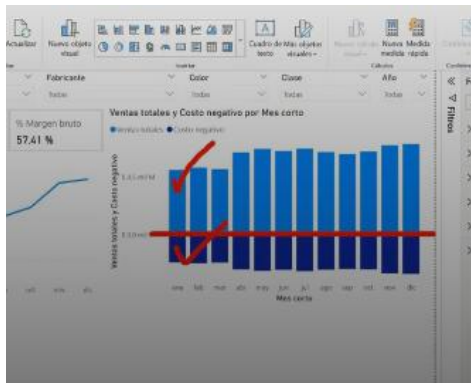 Actualizar
Nuevo objeto visual
Cuadro de texto
Más objetos visuales
Nueva medida
Medida rápida
Insertar
Cálculos
Fabricante
Color
Clase
Año
Todas
Todas
Todas
Todas
Filtros
% Margen bruto
57.41 %
Ventas totales y Costo negativo por Mes corto
Ventas totales Costo negativo
Ventas totales y Costo negativo
oct nov dic
ene feb mar abr may jun jul ago sep oct nov dic
Mes corto